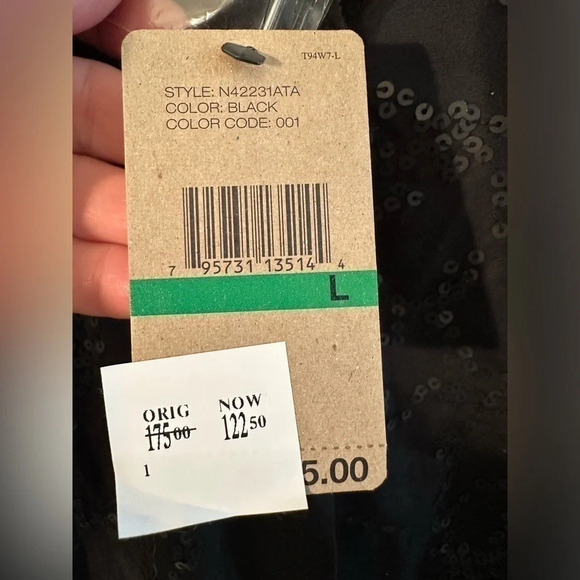 T94W7-L
STYLE: N42231ATA
COLOR: BLACK
COLOR CODE: 001
7 95731 13514 4
L
ORIG NOW
175 00 122 50
1
5.00